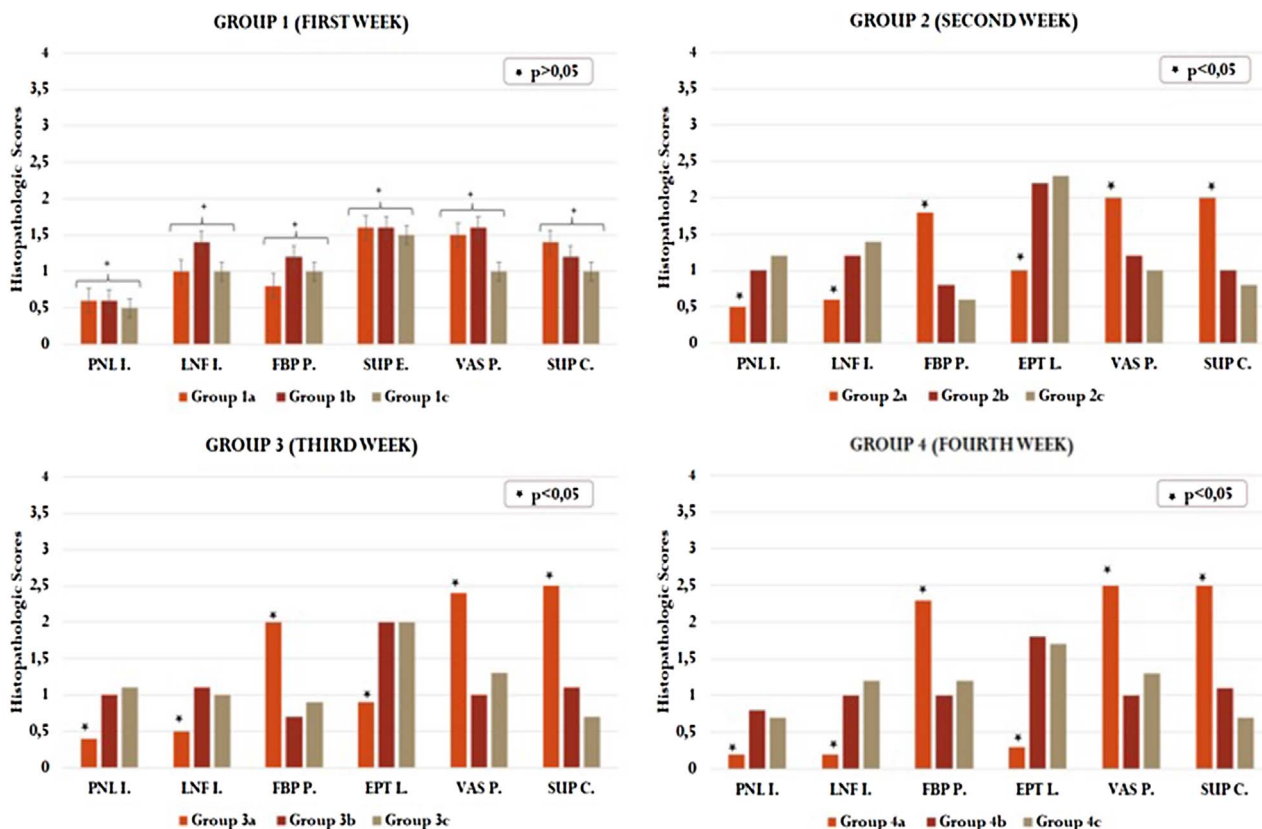 GROUP 1 (FIRST WEEK)
4
3,5
3
2,5
2
1,5
1
0,5
0
Histopathologic Scores
* p>0,05
PNL I. LNF I. FBP P. SUP E. VAS P. SUP C.
Group 1a Group 1b Group 1c
GROUP 2 (SECOND WEEK)
4
3,5
3
2,5
2
1,5
1
0,5
0
Histopathologic Scores
* p<0,05
PNL I. LNF I. FBP P. EPT L. VAS P. SUP C.
Group 2a Group 2b Group 2c
GROUP 3 (THIRD WEEK)
4
3,5
3
2,5
2
1,5
1
0,5
0
Histopathologic Scores
* p<0,05
PNL I. LNF I. FBP P. EPT L. VAS P. SUP C.
Group 3a Group 3b Group 3c
GROUP 4 (FOURTH WEEK)
4
3,5
3
2,5
2
1,5
1
0,5
0
Histopathologic Scores
* p<0,05
PNL I. LNF I. FBP P. EPT L. VAS P. SUP C.
Group 4a Group 4b Group 4c